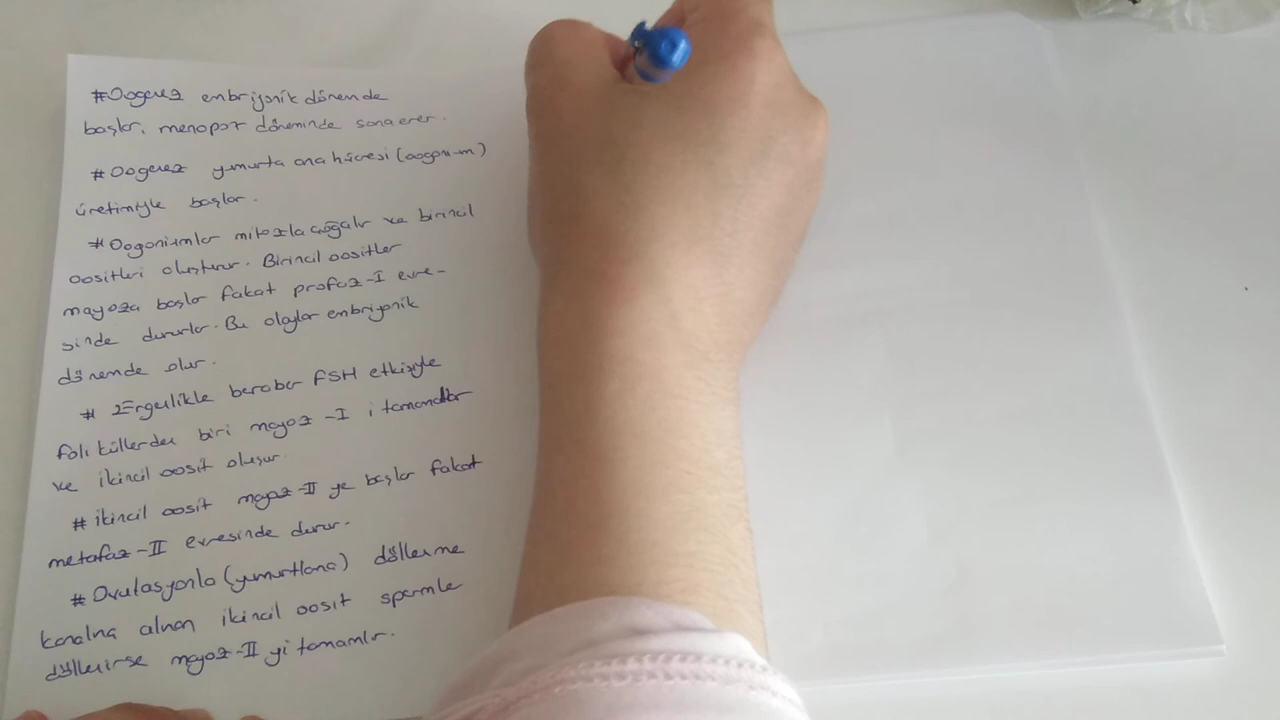 #Oogenez embriyonik dönemde
başlar, menopoz döneminde sona erer.
#Oogenez yumurta ana hücresi (oogonium)
üretimiyle başlar.
#Oogoniumlar mitozla çoğalır ve birincil
oositleri oluşturur. Birincil oositler
mayoza başlar fakat profaz-I evre-
sinde dururlar. Bu olaylar embriyonik
dönemde olur.
# Ergenlikle beraber FSH etkisiyle
foliküllerden biri mayoz-I i tamamlar
ve ikincil oosit oluşur.
# İkincil oosit mayoz-II ye başlar fakat
metafaz-II evresinde durur.
# Ovulasyonla (yumurtlama) döllenme
kanalına alınan ikincil oosit spermle
döllenirse mayoz-II yi tamamlar.